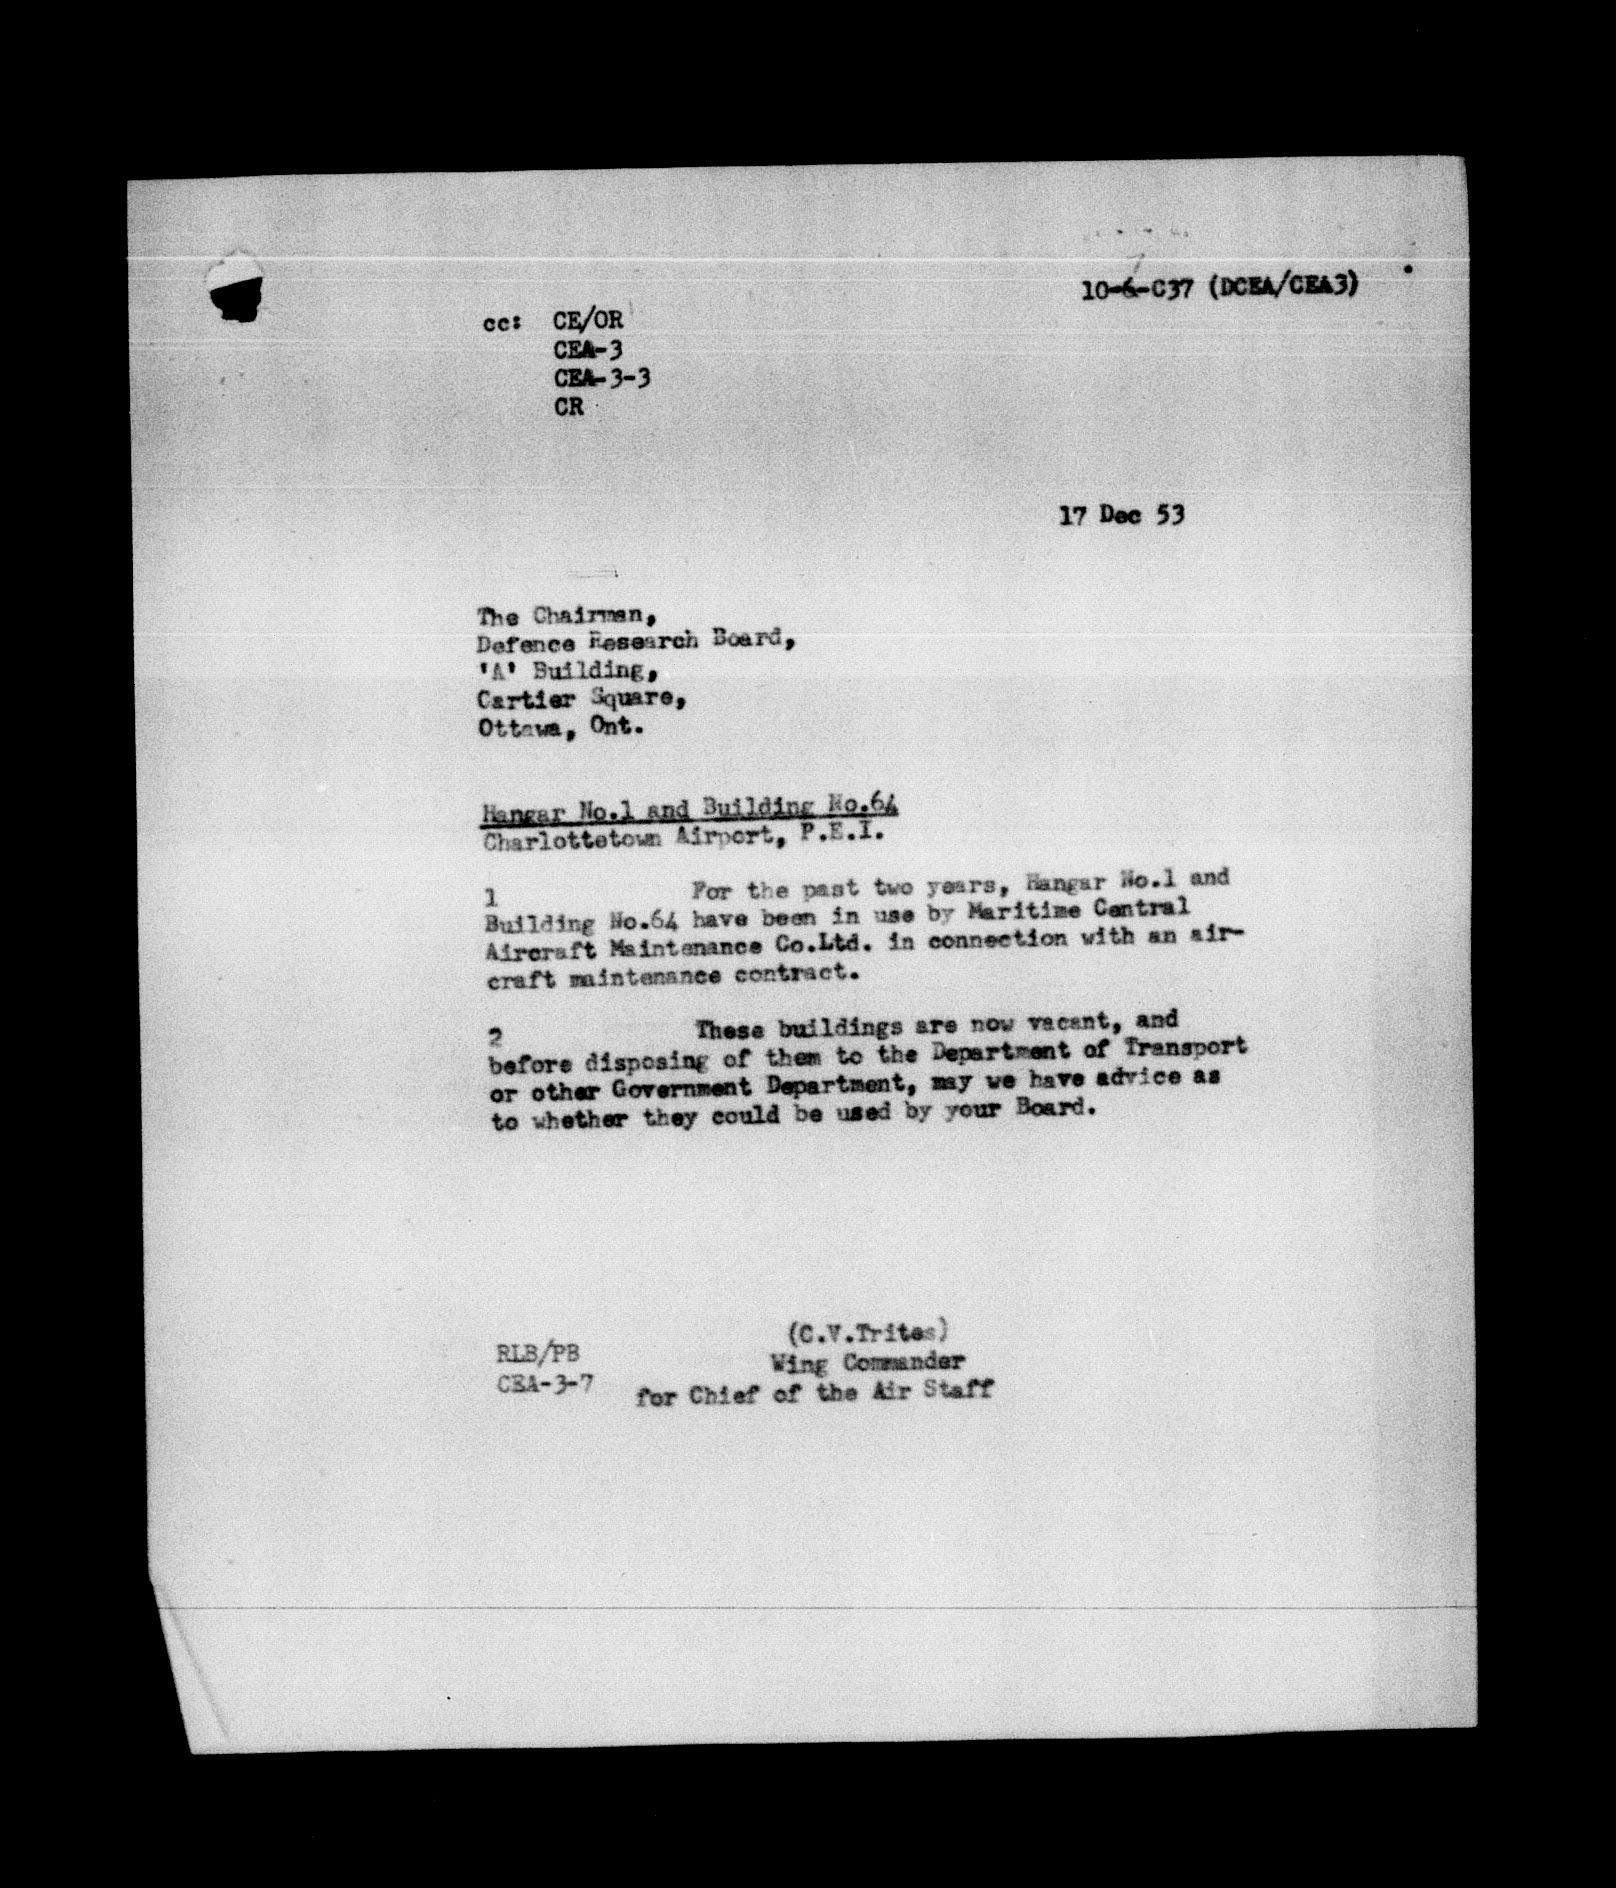 10-6-C37 (DCEA/CEA3)
cc: CE/OR
CEA-3
CEA-3-3
CR
17 Dec 53
The Chairman,
Defence Research Board,
'A' Building,
Cartier Square,
Ottawa, Ont.
Hangar No.1 and Building No.64
Charlottetown Airport, P.E.I.
1 For the past two years, Hangar No.1 and
Building No.64 have been in use by Maritime Central
Aircraft Maintenance Co.Ltd. in connection with an air-
craft maintenance contract.
2 These buildings are now vacant, and
before disposing of them to the Department of Transport
or other Government Department, may we have advice as
to whether they could be used by your Board.
(C.V.Trites)
RLB/PB Wing Commander
CEA-3-7 for Chief of the Air Staff